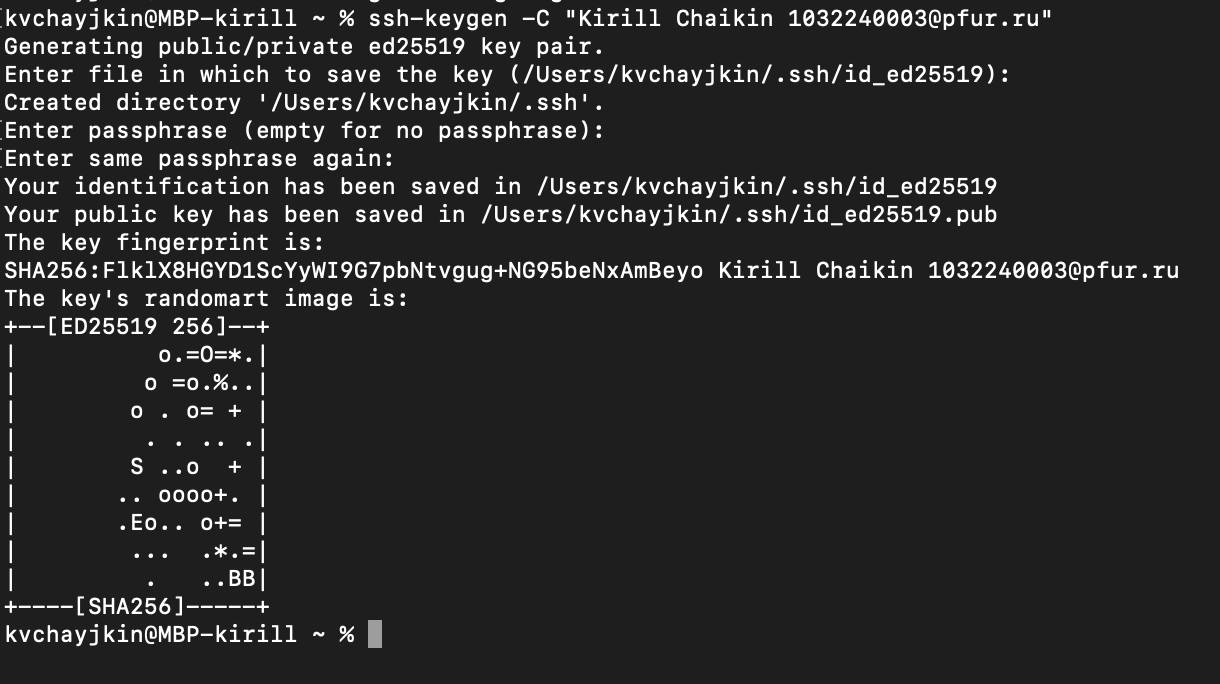 kvchayjkin@MBP-kirill ~ % ssh-keygen -C "Kirill Chaikin 1032240003@pfur.ru"
Generating public/private ed25519 key pair.
Enter file in which to save the key (/Users/kvchayjkin/.ssh/id_ed25519):
Created directory '/Users/kvchayjkin/.ssh'.
Enter passphrase (empty for no passphrase):
Enter same passphrase again:
Your identification has been saved in /Users/kvchayjkin/.ssh/id_ed25519
Your public key has been saved in /Users/kvchayjkin/.ssh/id_ed25519.pub
The key fingerprint is:
SHA256:FlklX8HGYD1ScYyWI9G7pbNtvgug+NG95beNxAmBeyo Kirill Chaikin 1032240003@pfur.ru
The key's randomart image is:
+--[ED25519 256]--+
|          o.=O=*.|
|         o =o.%..|
|        o . o= + |
|         . . .. .|
|        S ..o  + |
|       .. oooo+. |
|       .Eo.. o+= |
|        ...  .*.=|
|         .   ..BB|
+----[SHA256]-----+
kvchayjkin@MBP-kirill ~ %